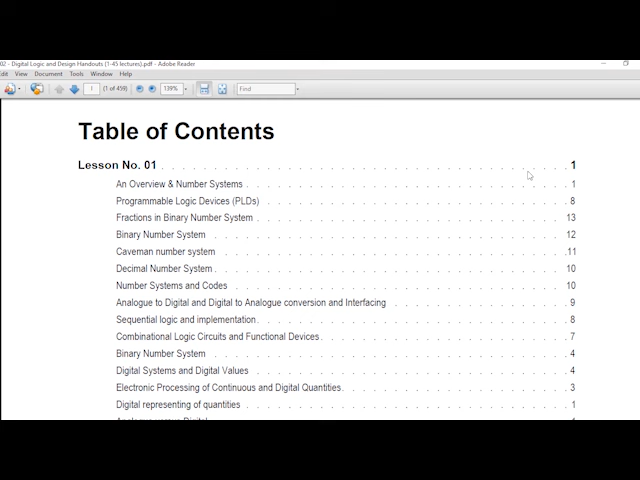 02 - Digital Logic and Design Handouts (1-45 lectures).pdf - Adobe Reader
View Document Tools Window Help
I (1 of 459) 139% Find
Table of Contents
Lesson No. 01 . . . . . . . . . . . . . . . . . . . . . . . . . . . . . 1
An Overview & Number Systems . . . . . . . . . . . . . . . . . . . . . . 1
Programmable Logic Devices (PLDs) . . . . . . . . . . . . . . . . . . . . . 8
Fractions in Binary Number System . . . . . . . . . . . . . . . . . . . . . 13
Binary Number System . . . . . . . . . . . . . . . . . . . . . . . . . 12
Caveman number system . . . . . . . . . . . . . . . . . . . . . . . . 11
Decimal Number System . . . . . . . . . . . . . . . . . . . . . . . . 10
Number Systems and Codes . . . . . . . . . . . . . . . . . . . . . . . 10
Analogue to Digital and Digital to Analogue conversion and Interfacing . . . . . . . . . . . 9
Sequential logic and implementation . . . . . . . . . . . . . . . . . . . . . 8
Combinational Logic Circuits and Functional Devices . . . . . . . . . . . . . . . . 7
Binary Number System . . . . . . . . . . . . . . . . . . . . . . . . . 4
Digital Systems and Digital Values . . . . . . . . . . . . . . . . . . . . . 4
Electronic Processing of Continuous and Digital Quantities . . . . . . . . . . . . . . . 3
Digital representing of quantities . . . . . . . . . . . . . . . . . . . . . . 1